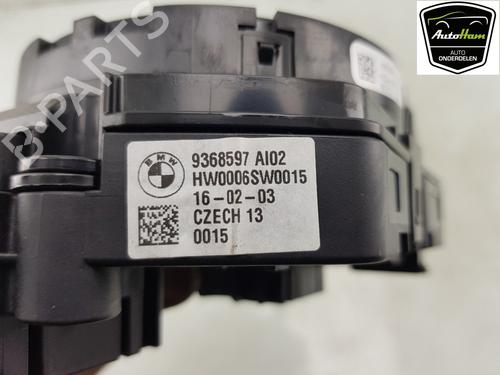 AutoHam
AUTO
ONDERDELEN
B-PARTS
BMW
9368597 AI02
HW0006SW0015
16-02-03
CZECH 13
0015